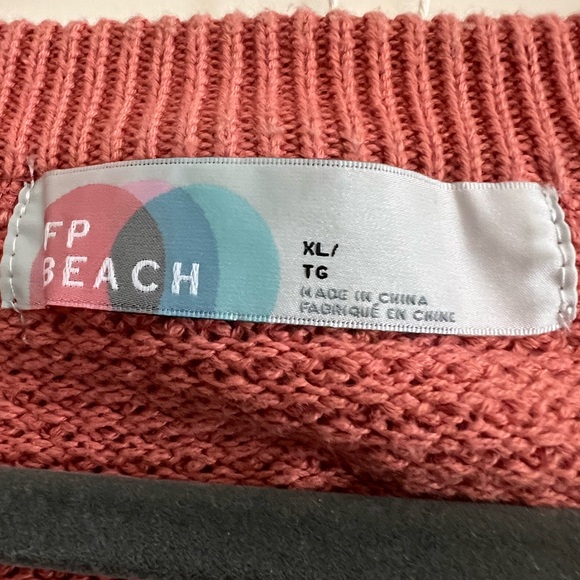 FP
BEACH
XL/
TG
MADE IN CHINA
FABRIQUÉ EN CHINE